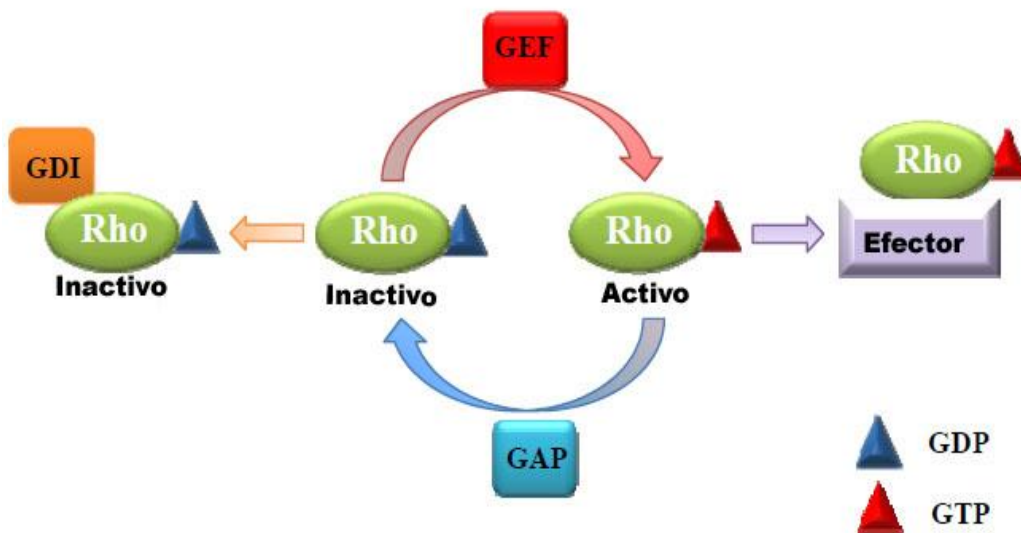 GEF
GDI
Rho
Rho
Rho
Rho
Efector
Inactivo
Inactivo
Activo
GAP
GDP
GTP